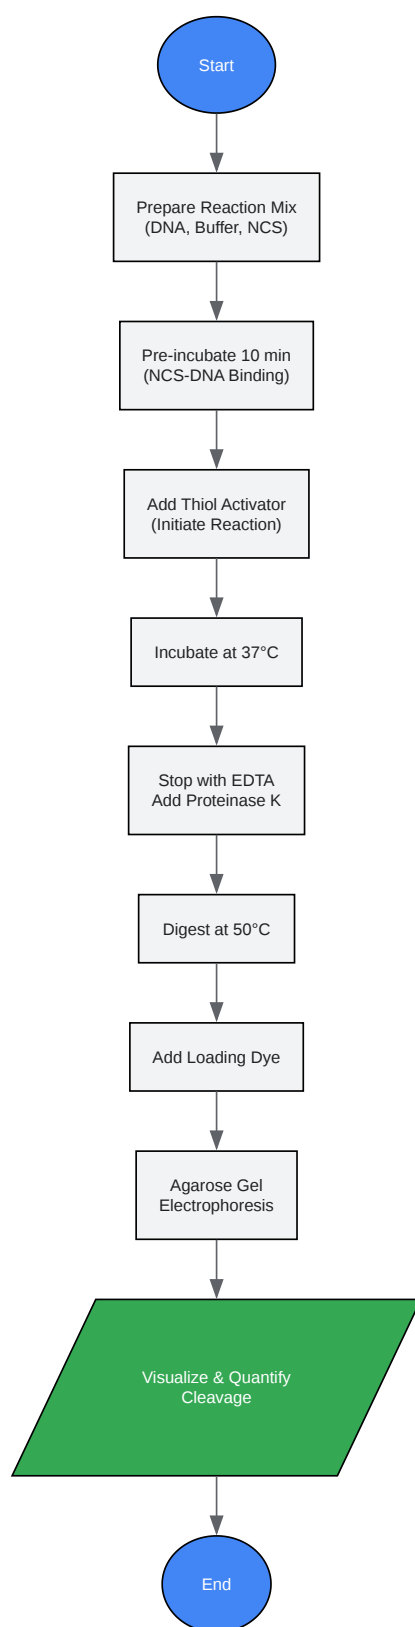 Start
Prepare Reaction Mix
(DNA, Buffer, NCS)
Pre-incubate 10 min
(NCS-DNA Binding)
Add Thiol Activator
(Initiate Reaction)
Incubate at 37°C
Stop with EDTA
Add Proteinase K
Digest at 50°C
Add Loading Dye
Agarose Gel
Electrophoresis
Visualize & Quantify
Cleavage
End